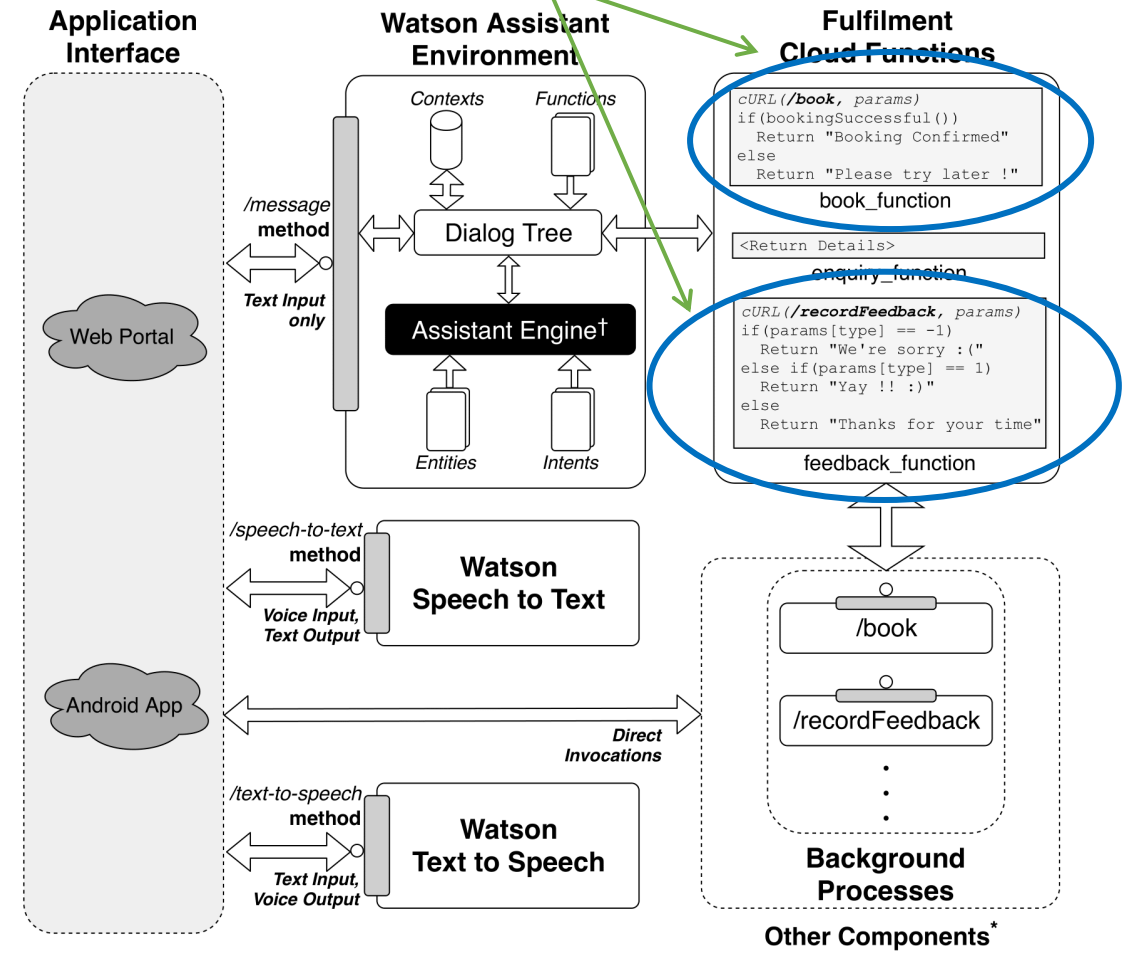 Application
Interface
Web Portal
Android App
Watson Assistant
Environment
Contexts
Functions
/message
method
Text Input
only
Dialog Tree
Assistant Engine†
Entities
Intents
Fulfilment
Cloud Functions
cURL(/book, params)
if(bookingSuccessful())
Return "Booking Confirmed"
else
Return "Please try later !"
book_function
<Return Details>
enquiry_function
cURL(/recordFeedback, params)
if(params[type] == -1)
Return "We're sorry :("
else if(params[type] == 1)
Return "Yay !! :)"
else
Return "Thanks for your time"
feedback_function
/speech-to-text
method
Voice Input,
Text Output
Watson
Speech to Text
Direct
Invocations
/text-to-speech
method
Text Input,
Voice Output
Watson
Text to Speech
/book
/recordFeedback
Background
Processes
Other Components*